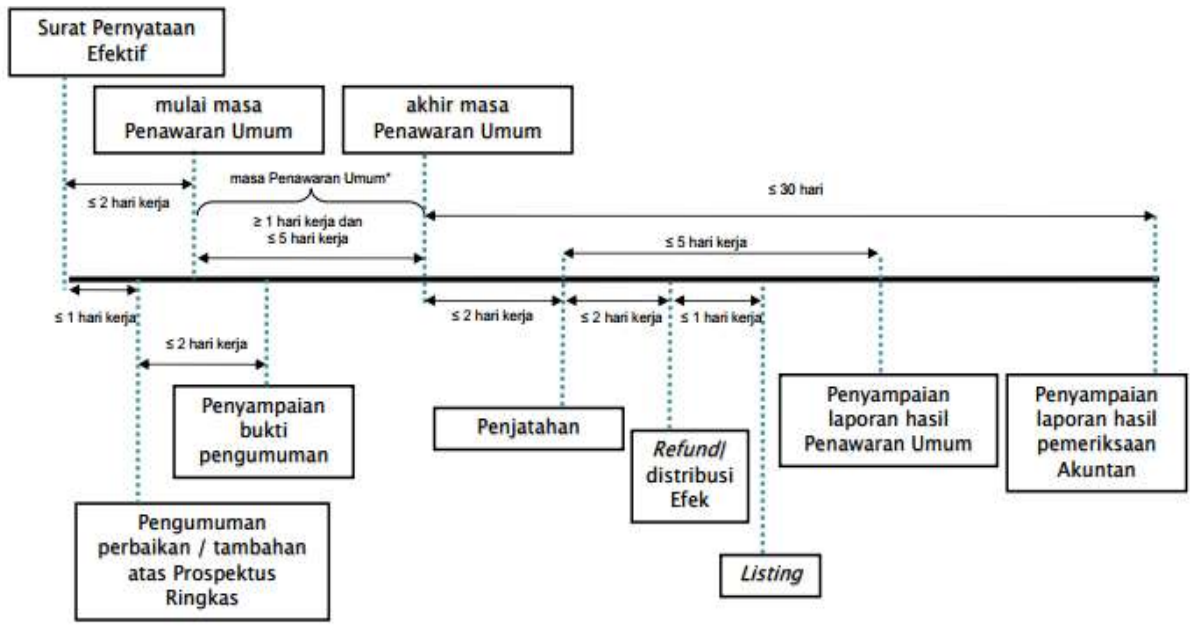 Surat Pernyataan
Efektif
mulai masa
Penawaran Umum
akhir masa
Penawaran Umum
masa Penawaran Umum*
≤ 2 hari kerja
≥ 1 hari kerja dan
≤ 5 hari kerja
≤ 30 hari
≤ 5 hari kerja
≤ 1 hari kerja
≤ 2 hari kerja
≤ 2 hari kerja
≤ 1 hari kerja
≤ 2 hari kerja
Penyampaian
bukti
pengumuman
Pengumuman
perbaikan / tambahan
atas Prospektus
Ringkas
Penjatahan
Refund/
distribusi
Efek
Listing
Penyampaian
laporan hasil
Penawaran Umum
Penyampaian
laporan hasil
pemeriksaan
Akuntan